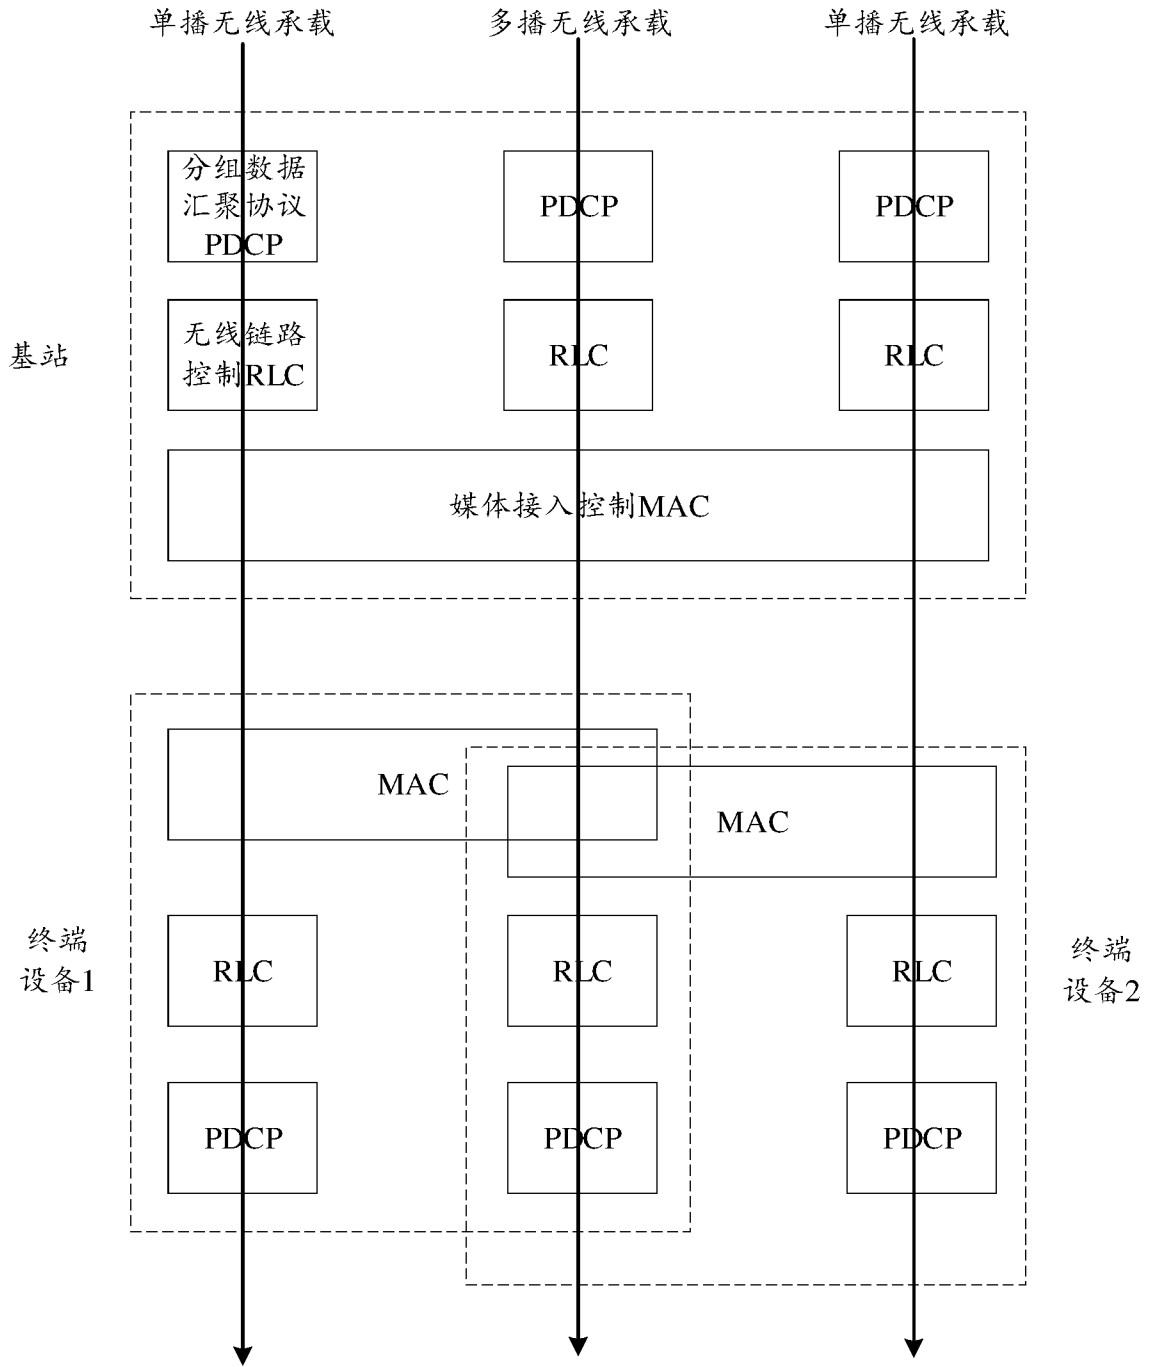 单播无线承载
多播无线承载
单播无线承载
分组数据
汇聚协议
PDCP
PDCP
PDCP
基站
无线链路
控制RLC
RLC
RLC
媒体接入控制MAC
MAC
MAC
终端
设备1
RLC
RLC
RLC
终端
设备2
PDCP
PDCP
PDCP